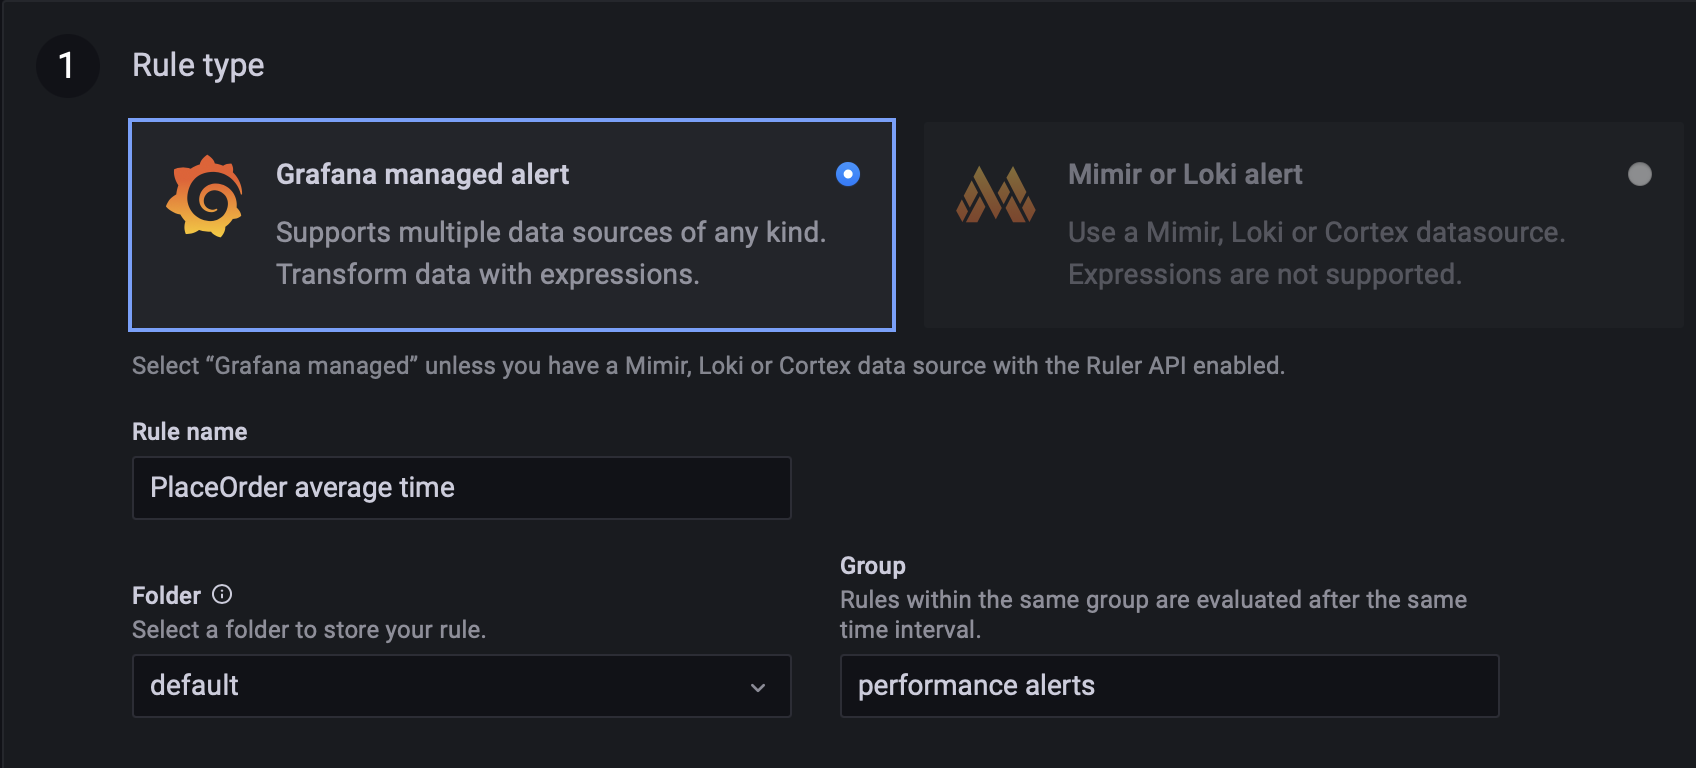 1
Rule type
Grafana managed alert
Supports multiple data sources of any kind.
Transform data with expressions.
Mimir or Loki alert
Use a Mimir, Loki or Cortex datasource.
Expressions are not supported.
Select “Grafana managed” unless you have a Mimir, Loki or Cortex data source with the Ruler API enabled.
Rule name
PlaceOrder average time
Folder
Select a folder to store your rule.
default
Group
Rules within the same group are evaluated after the same
time interval.
performance alerts